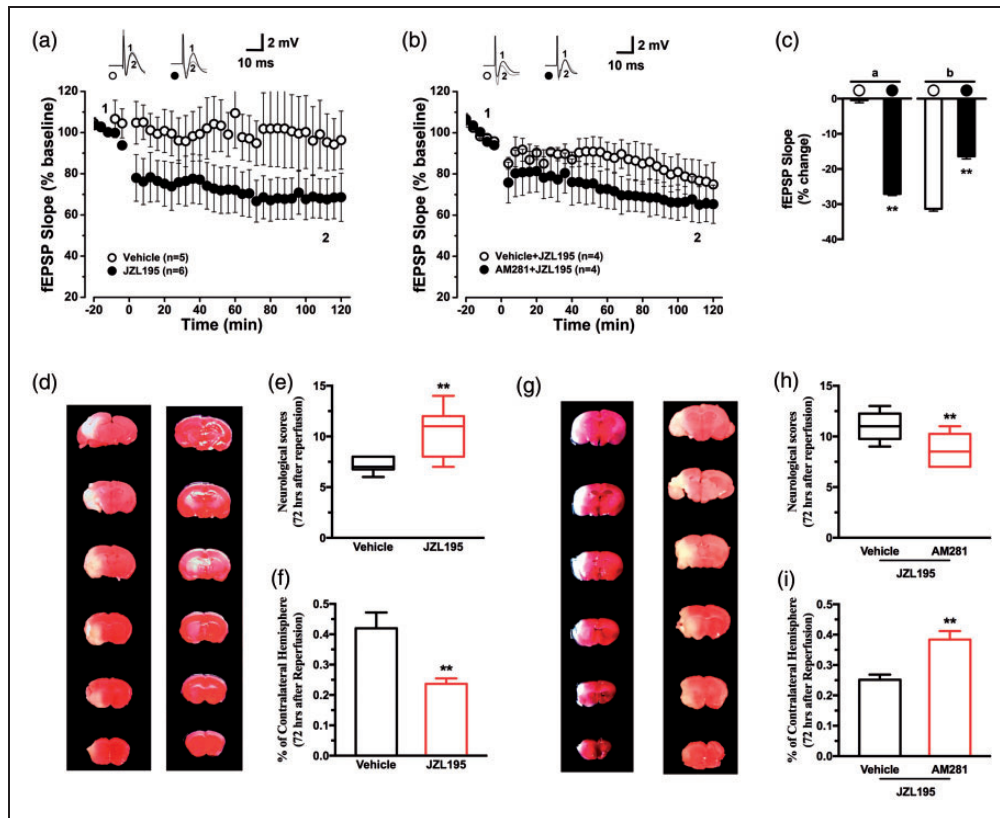 (a)
1
2
1
2
2 mV
10 ms
fEPSP Slope (% baseline)
120
100
80
60
40
20
1
2
Vehicle (n=5)
JZL195 (n=6)
-20 0 20 40 60 80 100 120
Time (min)
(b)
1
2
1
2
2 mV
10 ms
fEPSP Slope (% baseline)
120
100
80
60
40
20
1
2
Vehicle+JZL195 (n=4)
AM281+JZL195 (n=4)
-20 0 20 40 60 80 100 120
Time (min)
(c)
a b
fEPSP Slope
(% change)
0
-10
-20
-30
-40
**
**
(d)
(e)
Neurological scores
(72 hrs after reperfusion)
15
10
5
0
**
Vehicle JZL195
(f)
% of Contralateral Hemisphere
(72 hrs after Reperfusion)
0.5
0.4
0.3
0.2
0.1
0.0
**
Vehicle JZL195
(g)
(h)
Neurological scores
(72 hrs after reperfusion)
15
10
5
0
**
Vehicle AM281
JZL195
(i)
% of Contralateral Hemisphere
(72 hrs after Reperfusion)
0.5
0.4
0.3
0.2
0.1
0.0
**
Vehicle AM281
JZL195